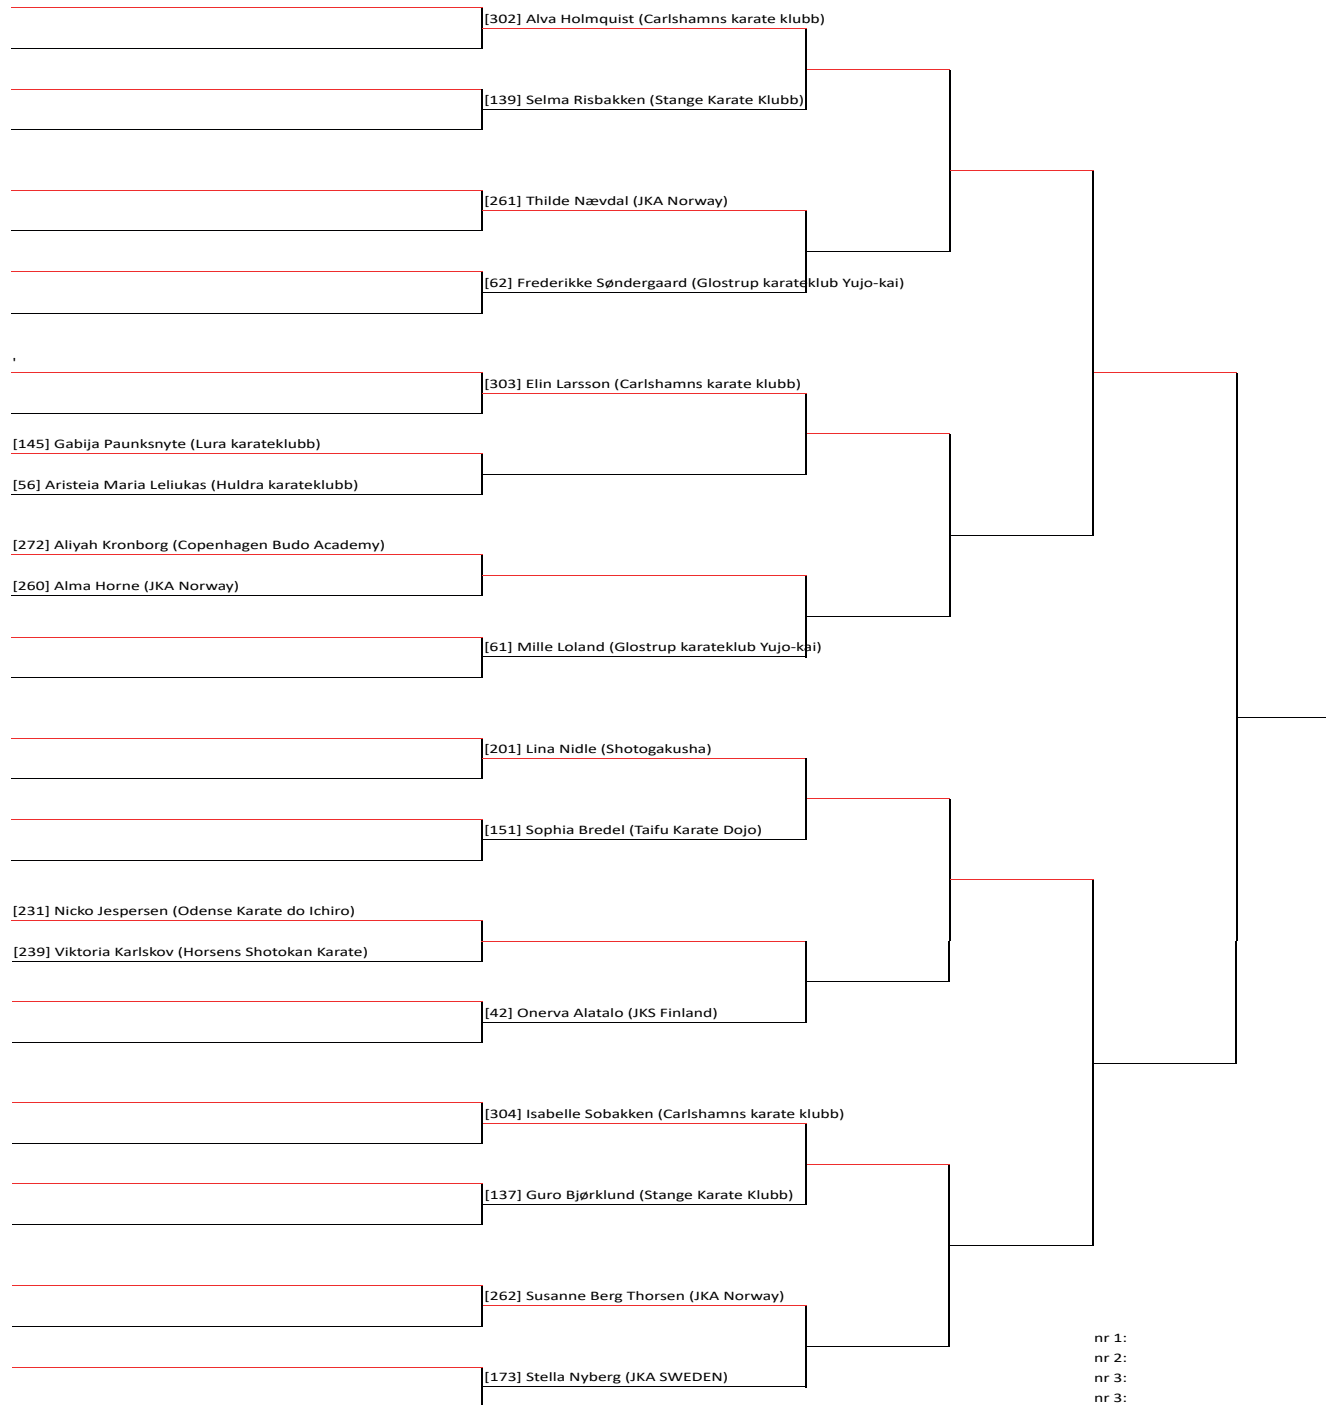 [302] Alva Holmquist (Carlshamns karate klubb)
[139] Selma Risbakken (Stange Karate Klubb)
[261] Thilde Nævdal (JKA Norway)
[62] Frederikke Søndergaard (Glostrup karateklub Yujo-kai)
'
[303] Elin Larsson (Carlshamns karate klubb)
[145] Gabija Paunksnyte (Lura karateklubb)
[56] Aristeia Maria Leliukas (Huldra karateklubb)
[272] Aliyah Kronborg (Copenhagen Budo Academy)
[260] Alma Horne (JKA Norway)
[61] Mille Loland (Glostrup karateklub Yujo-kai)
[201] Lina Nidle (Shotogakusha)
[151] Sophia Bredel (Taifu Karate Dojo)
[231] Nicko Jespersen (Odense Karate do Ichiro)
[239] Viktoria Karlskov (Horsens Shotokan Karate)
[42] Onerva Alatalo (JKS Finland)
[304] Isabelle Sobakken (Carlshamns karate klubb)
[137] Guro Bjørklund (Stange Karate Klubb)
[262] Susanne Berg Thorsen (JKA Norway)
[173] Stella Nyberg (JKA SWEDEN)
nr 1:
nr 2:
nr 3:
nr 3: